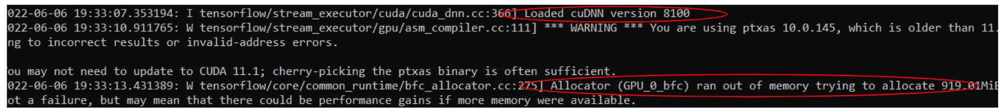 022-06-06 19:33:07.353194: I tensorflow/stream_executor/cuda/cuda_dnn.cc:366] Loaded cuDNN version 8100
022-06-06 19:33:10.911765: W tensorflow/stream_executor/gpu/asm_compiler.cc:111] *** WARNING *** You are using ptxas 10.0.145, which is older than 11.
ng to incorrect results or invalid-address errors.
ou may not need to update to CUDA 11.1; cherry-picking the ptxas binary is often sufficient.
022-06-06 19:33:13.431389: W tensorflow/core/common_runtime/bfc_allocator.cc:275] Allocator (GPU_0_bfc) ran out of memory trying to allocate 919.01MiB
ot a failure, but may mean that there could be performance gains if more memory were available.